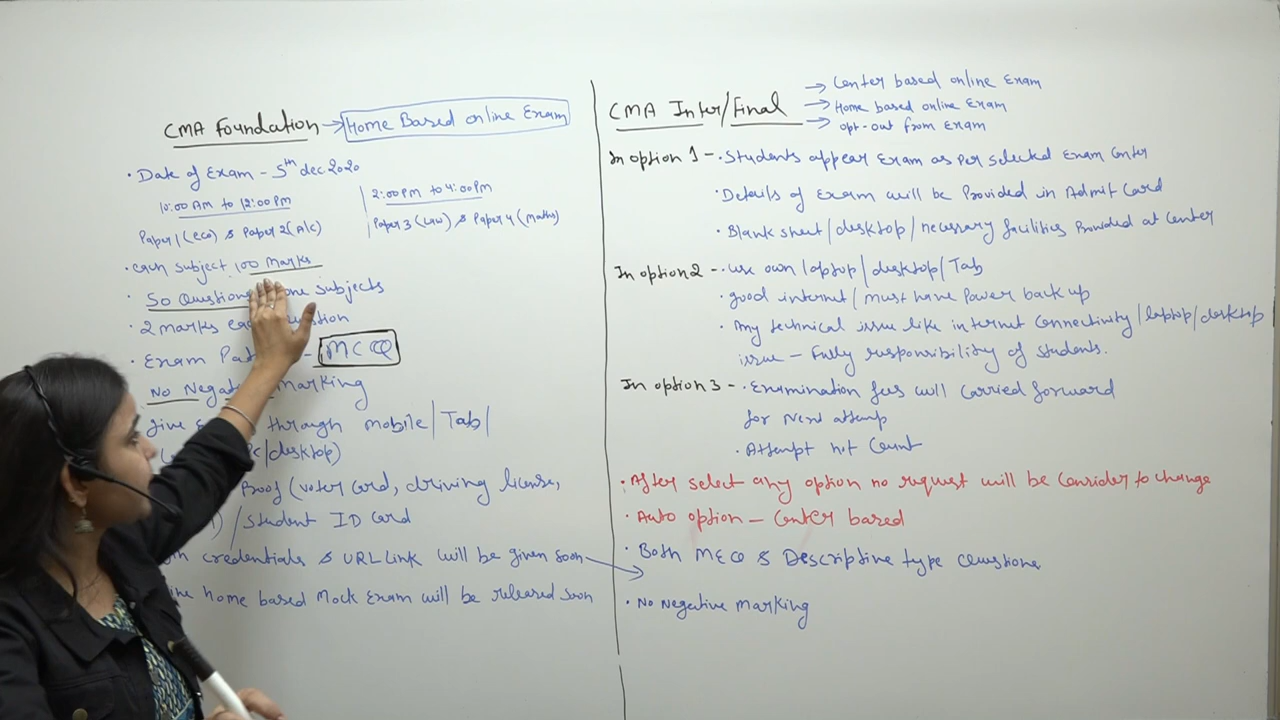 CMA Foundation → Home Based online Exam
• Date of Exam - 5th dec 2020
10:00 AM to 12:00 PM
2:00 PM to 4:00 PM
Paper 1 (eco) & Paper 2 (A/c)
Paper 3 (Law) & Paper 4 (Maths)
• each subject 100 marks
• 50 Question one subjects
• 2 marks
• Exam - MCQ
No marking
give through mobile/Tab/
/desktop)
Proof (voter card, driving license,
/ Student ID card
credentials & URL Link will be given soon
home based Mock Exam will be released soon
CMA Inter/Final
→ Center based online Exam
→ Home based online Exam
→ opt-out from Exam
In option 1 - • Students appear Exam as per selected Exam Center
• Details of Exam will be Provided in Admit Card
• Blank sheet/desktop/necessary facilities Provided at Center
In option 2 - • use own laptop/desktop/Tab
• good internet/must have Power back up
• Any technical issue like internet connectivity/laptop/desktop
issue - Fully responsibility of students.
In option 3 - • Enumination fees will carried forward
for Next attemp
• Attempt not Count
• After select any option no request will be Consider to change
• Auto option - Center based
• Both MCQ & Descriptive type Questions
• No Negative marking